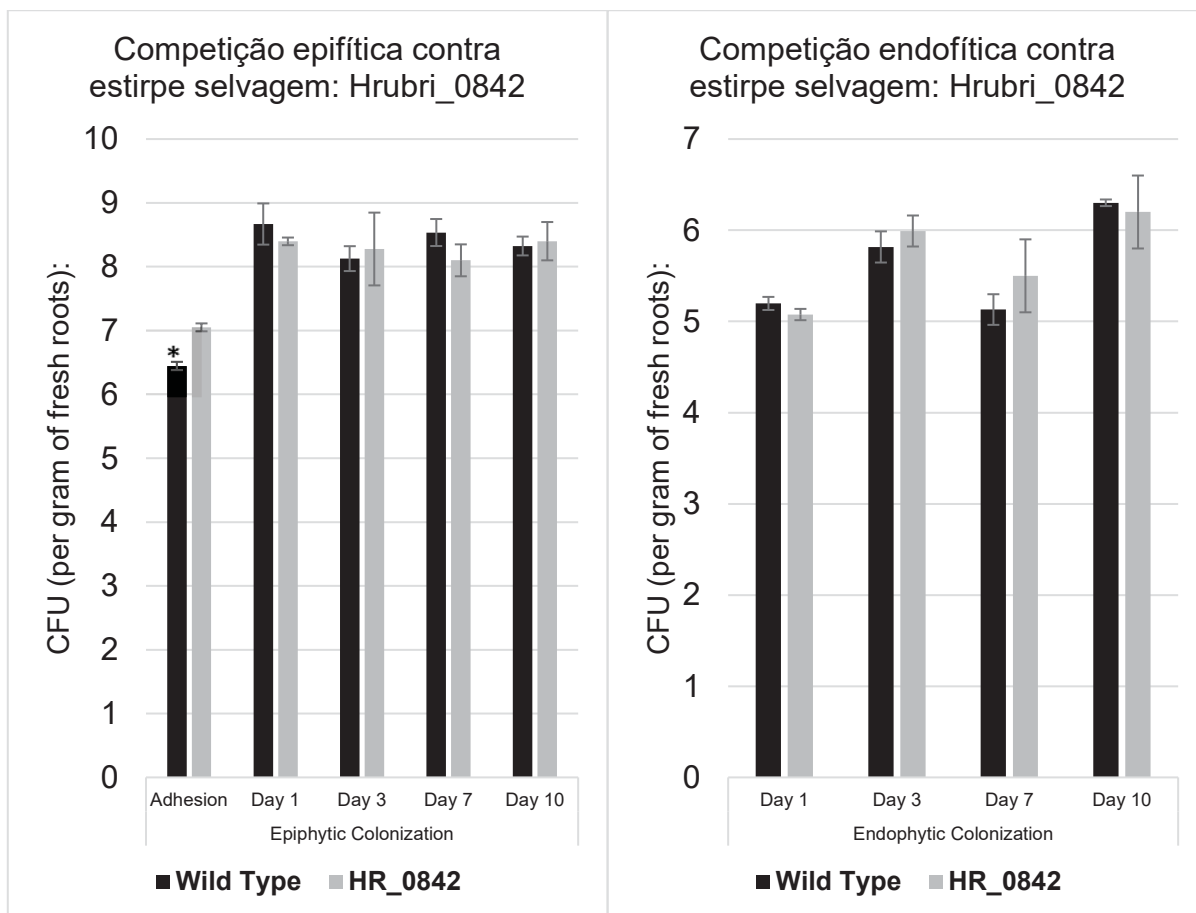 Competição epifítica contra
estirpe selvagem: Hrubri_0842
10
9
8
7
6
5
4
3
2
1
0
CFU (per gram of fresh roots):
*
Adhesion Day 1 Day 3 Day 7 Day 10
Epiphytic Colonization
Wild Type HR_0842
Competição endofítica contra
estirpe selvagem: Hrubri_0842
7
6
5
4
3
2
1
0
CFU (per gram of fresh roots):
Day 1 Day 3 Day 7 Day 10
Endophytic Colonization
Wild Type HR_0842